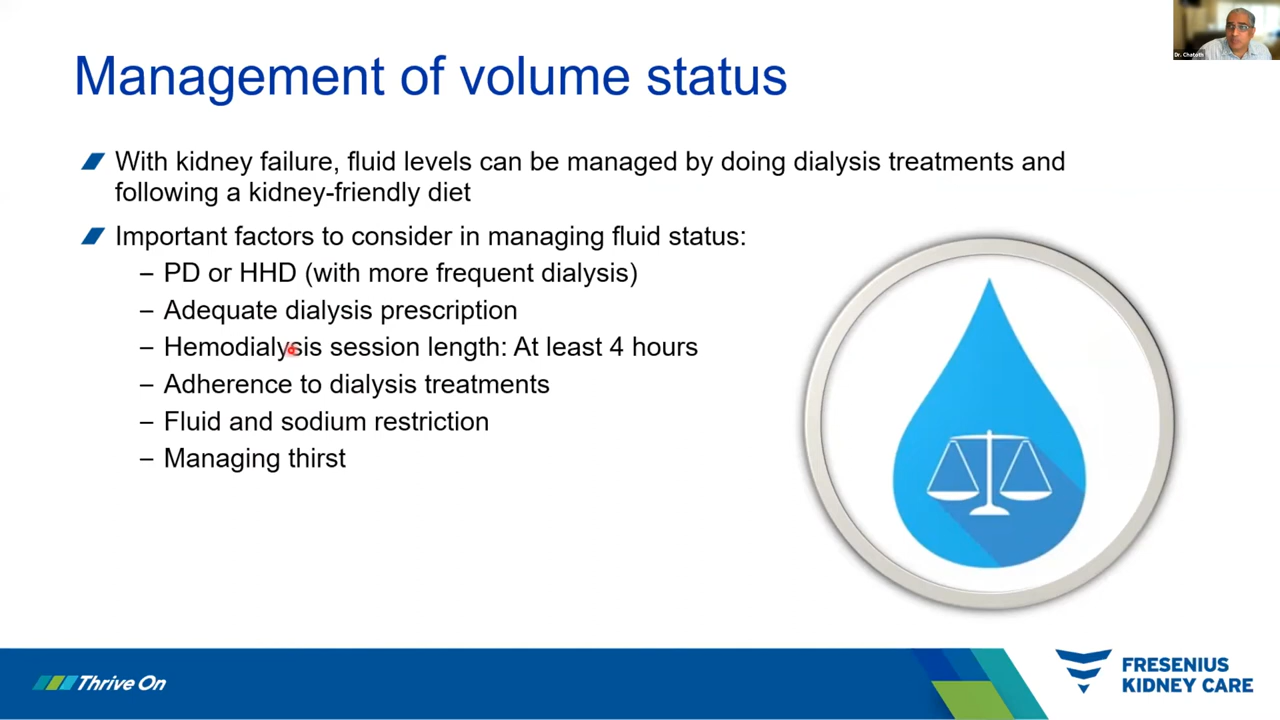 Management of volume status
With kidney failure, fluid levels can be managed by doing dialysis treatments and
following a kidney-friendly diet
Important factors to consider in managing fluid status:
– PD or HHD (with more frequent dialysis)
– Adequate dialysis prescription
– Hemodialysis session length: At least 4 hours
– Adherence to dialysis treatments
– Fluid and sodium restriction
– Managing thirst
Thrive On
FRESENIUS
KIDNEY CARE